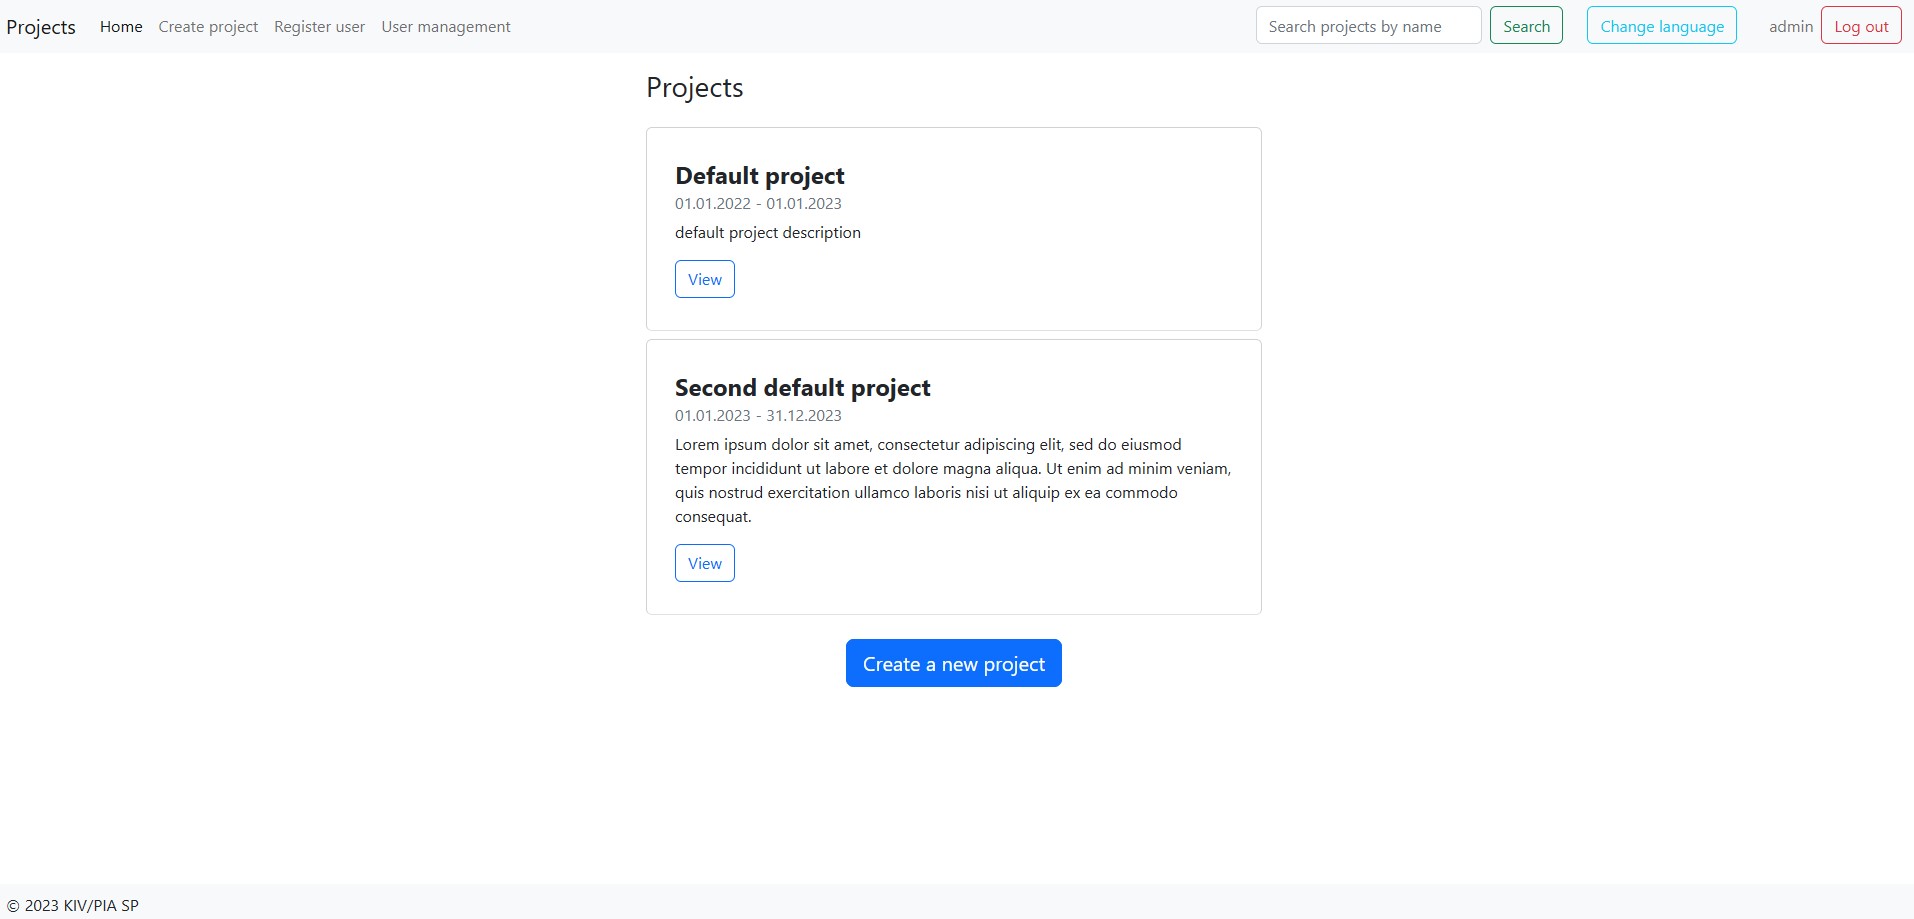 Projects Home Create project Register user User management Search projects by name Search Change language admin Log out
Projects
Default project
01.01.2022 - 01.01.2023
default project description
View
Second default project
01.01.2023 - 31.12.2023
Lorem ipsum dolor sit amet, consectetur adipiscing elit, sed do eiusmod
tempor incididunt ut labore et dolore magna aliqua. Ut enim ad minim veniam,
quis nostrud exercitation ullamco laboris nisi ut aliquip ex ea commodo
consequat.
View
Create a new project
© 2023 KIV/PIA SP